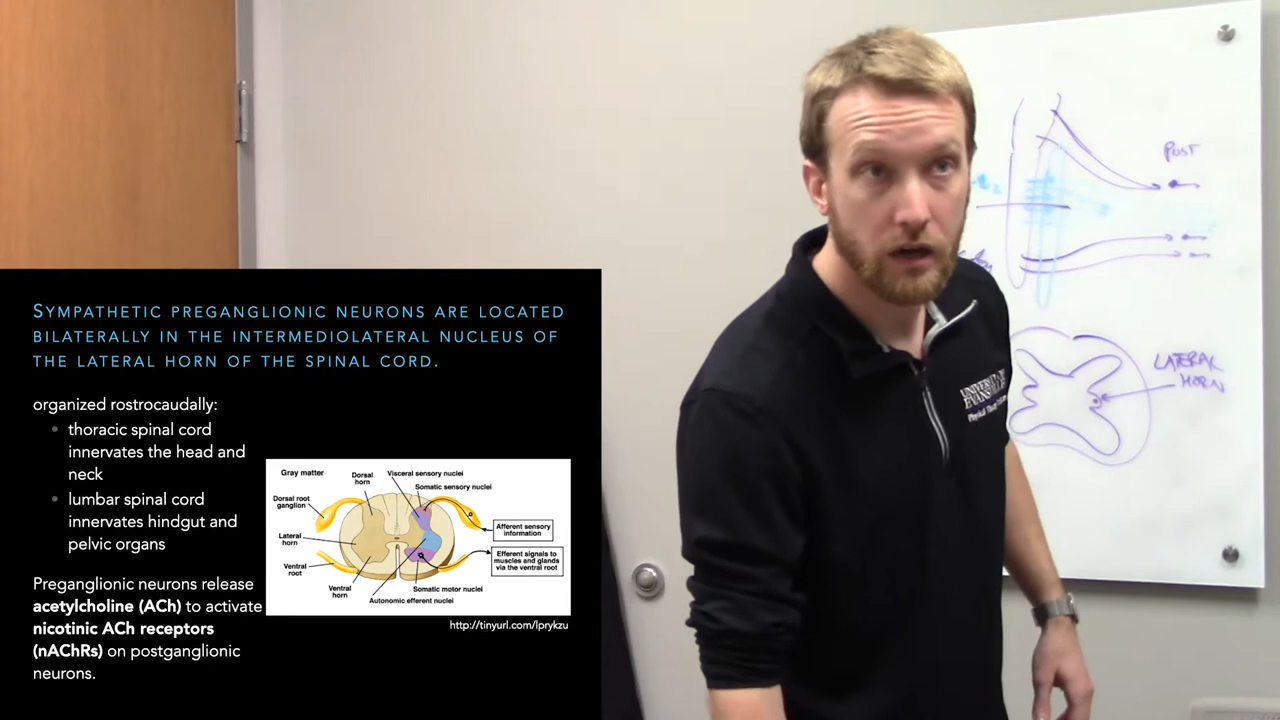 SYMPATHETIC PREGANGLIONIC NEURONS ARE LOCATED
BILATERALLY IN THE INTERMEDIOLATERAL NUCLEUS OF
THE LATERAL HORN OF THE SPINAL CORD.
organized rostrocaudally:
• thoracic spinal cord
innervates the head and
neck
• lumbar spinal cord
innervates hindgut and
pelvic organs
Preganglionic neurons release
acetylcholine (ACh) to activate
nicotinic ACh receptors
(nAChRs) on postganglionic
neurons.
Gray matter
Dorsal
horn
Visceral sensory nuclei
Somatic sensory nuclei
Dorsal root
ganglion
Afferent sensory
information
Lateral
horn
Efferent signals to
muscles and glands
via the ventral root
Ventral
root
Ventral
horn
Somatic motor nuclei
Autonomic efferent nuclei
http://tinyurl.com/lprykzu
POST
LATERAL
HORN
UNIVERSITY OF
EVANSVILLE
Physical Therapy